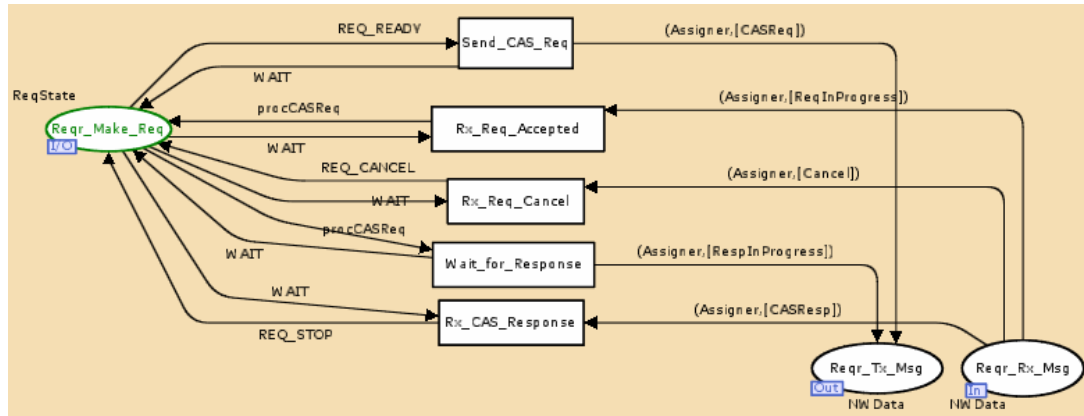 REQ_READY
Send_CAS_Req
(Assigner,[CASReq])
WAIT
ReqState
procCASReq
(Assigner,[ReqInProgress])
Reqr_Make_Req
Rx_Req_Accepted
I/O
WAIT
REQ_CANCEL
(Assigner,[Cancel])
Rx_Req_Cancel
WAIT
procCASReq
WAIT
Wait_for_Response
(Assigner,[RespInProgress])
WAIT
(Assigner,[CASResp])
Rx_CAS_Response
REQ_STOP
Reqr_Tx_Msg
Reqr_Rx_Msg
Out
In
NW Data
NW Data